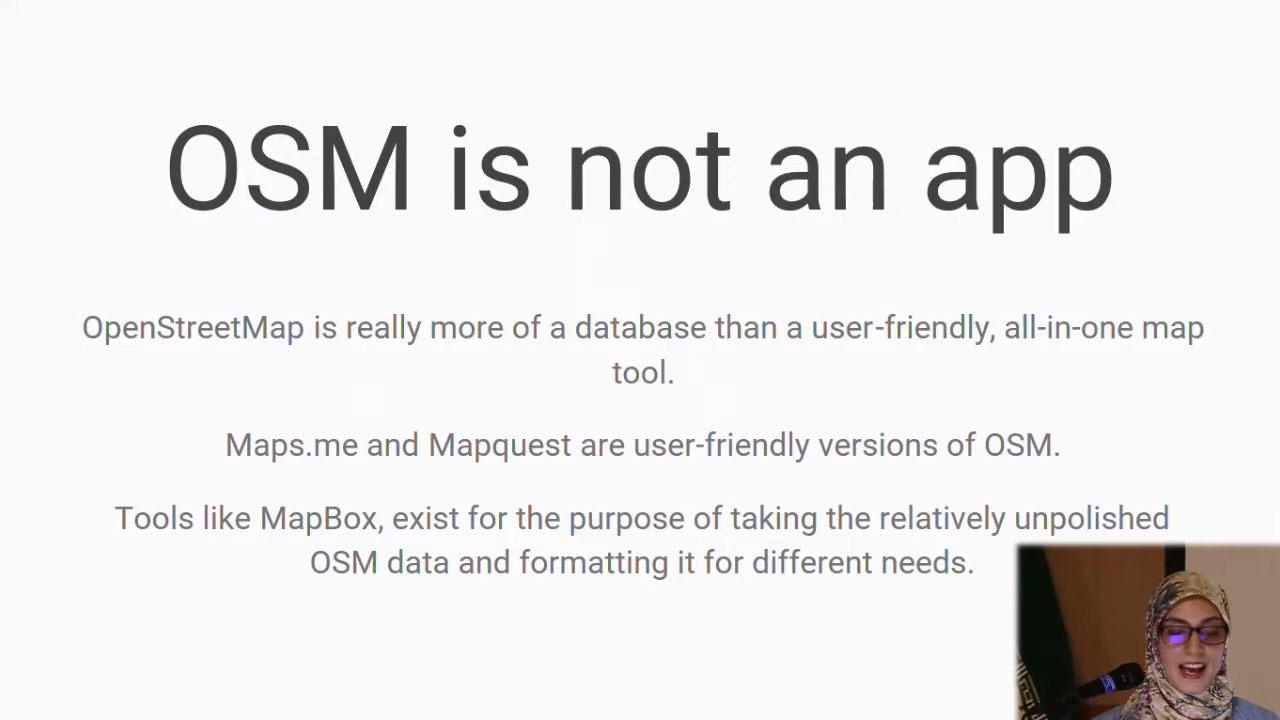 OSM is not an app
OpenStreetMap is really more of a database than a user-friendly, all-in-one map
tool.
Maps.me and Mapquest are user-friendly versions of OSM.
Tools like MapBox, exist for the purpose of taking the relatively unpolished
OSM data and formatting it for different needs.